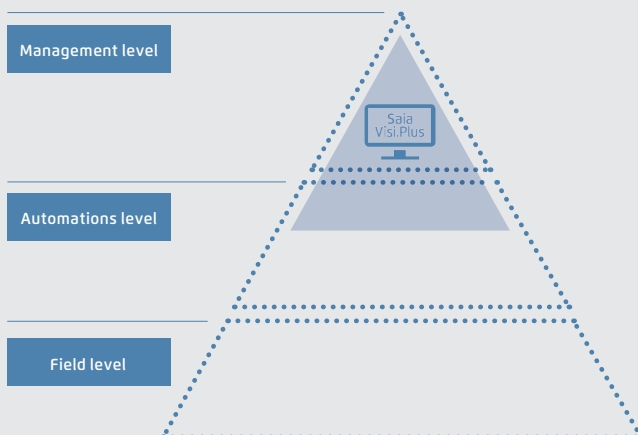 Management level
Saia
Visi.Plus
Automations level
Field level